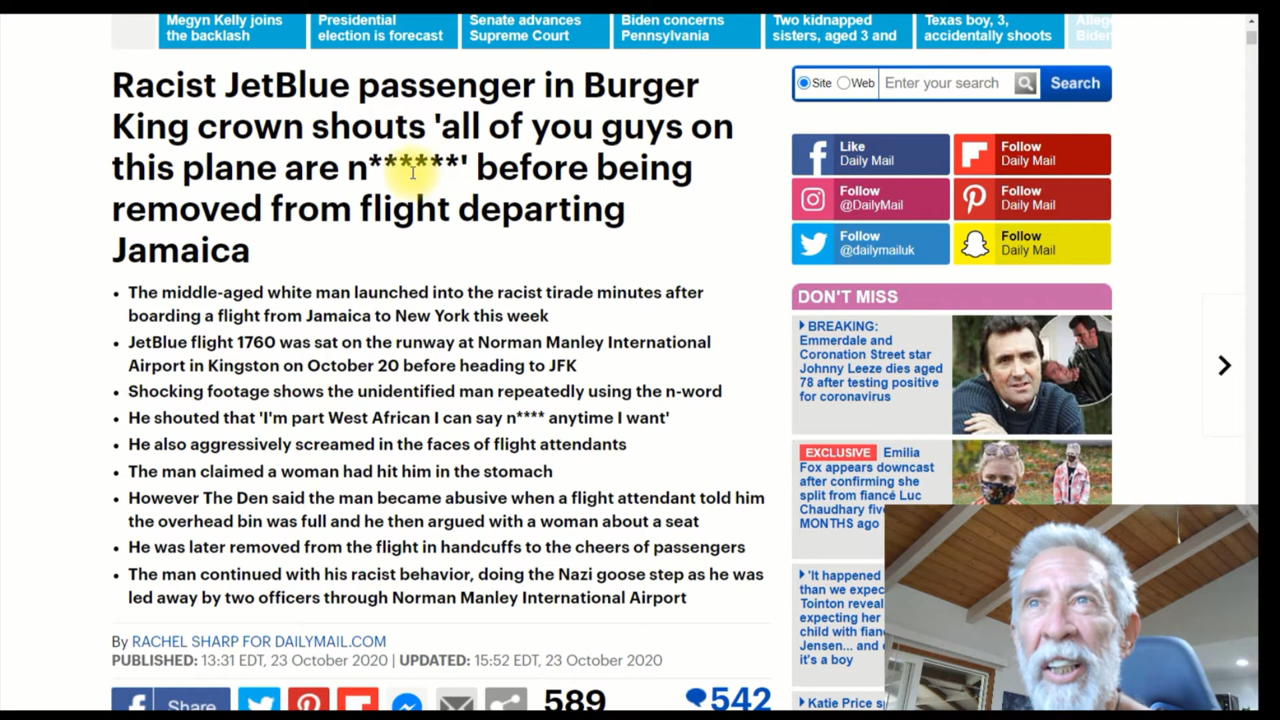 Megyn Kelly joins
the backlash
Presidential
election is forecast
Senate advances
Supreme Court
Biden concerns
Pennsylvania
Two kidnapped
sisters, aged 3 and
Texas boy, 3,
accidentally shoots
Racist JetBlue passenger in Burger
King crown shouts 'all of you guys on
this plane are n******' before being
removed from flight departing
Jamaica
• The middle-aged white man launched into the racist tirade minutes after
boarding a flight from Jamaica to New York this week
• JetBlue flight 1760 was sat on the runway at Norman Manley International
Airport in Kingston on October 20 before heading to JFK
• Shocking footage shows the unidentified man repeatedly using the n-word
• He shouted that 'I'm part West African I can say n**** anytime I want'
• He also aggressively screamed in the faces of flight attendants
• The man claimed a woman had hit him in the stomach
• However The Den said the man became abusive when a flight attendant told him
the overhead bin was full and he then argued with a woman about a seat
• He was later removed from the flight in handcuffs to the cheers of passengers
• The man continued with his racist behavior, doing the Nazi goose step as he was
led away by two officers through Norman Manley International Airport
By RACHEL SHARP FOR DAILYMAIL.COM
PUBLISHED: 13:31 EDT, 23 October 2020 | UPDATED: 15:52 EDT, 23 October 2020
Share
589
542
Site Web Enter your search Search
Like
Daily Mail
Follow
Daily Mail
Follow
@DailyMail
Follow
Daily Mail
Follow
@dailymailuk
Follow
Daily Mail
DON'T MISS
BREAKING:
Emmerdale and
Coronation Street star
Johnny Leeze dies aged
78 after testing positive
for coronavirus
EXCLUSIVE Emilia
Fox appears downcast
after confirming she
split from fiancé Luc
Chaudhary five
MONTHS ago
'It happened
than we
Tointon
expecting her
child with
Jensen... and
it's a boy
Katie Price